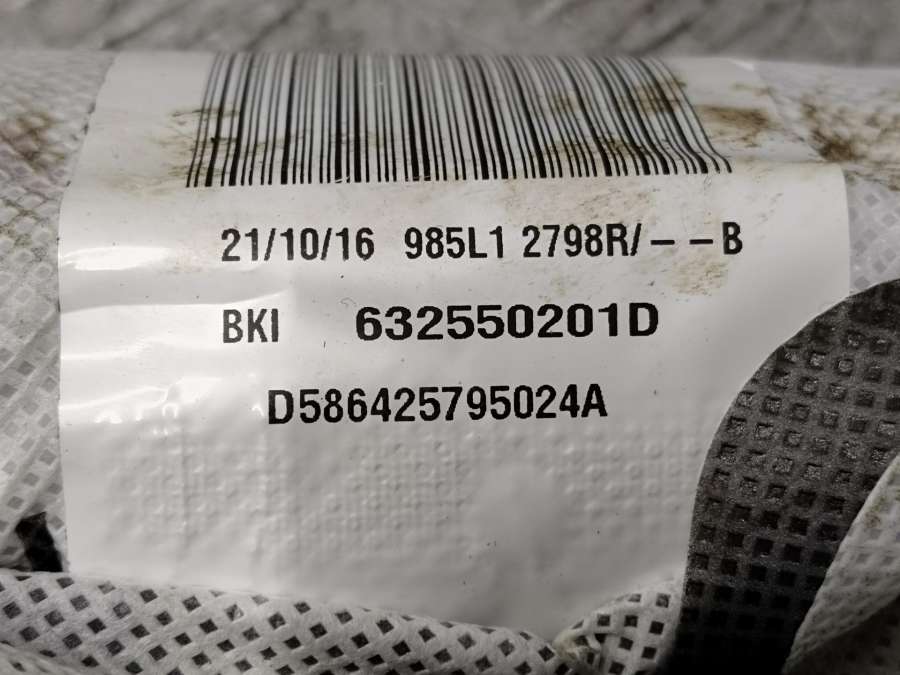 21/10/16 985L1 2798R/- -B
BKI 632550201D
D586425795024A